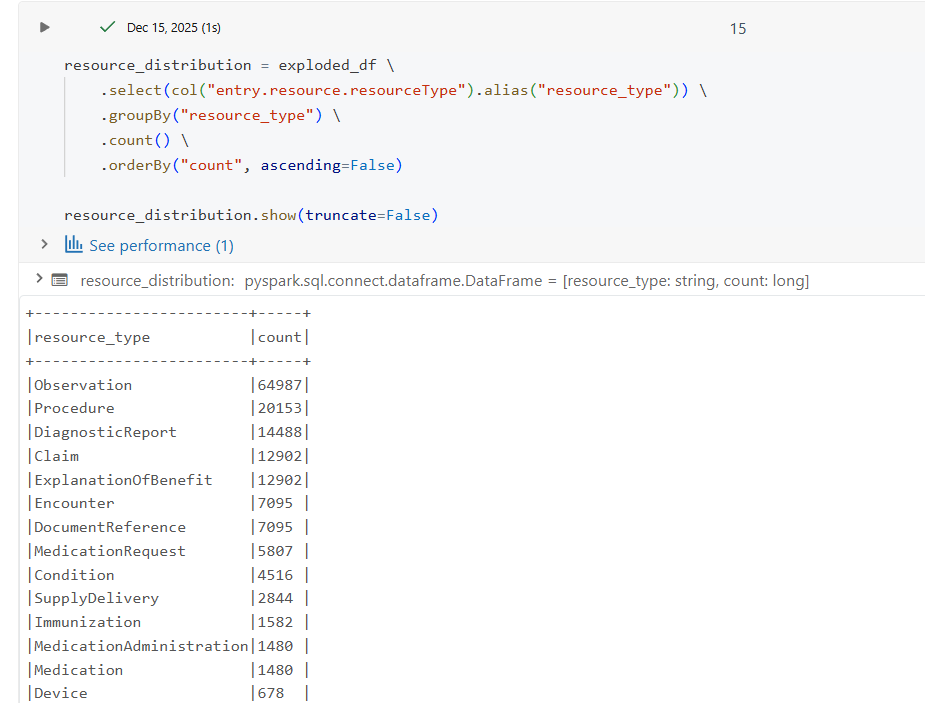 Dec 15, 2025 (1s)
15
resource_distribution = exploded_df \
.select(col("entry.resource.resourceType").alias("resource_type")) \
.groupBy("resource_type") \
.count() \
.orderBy("count", ascending=False)
resource_distribution.show(truncate=False)
See performance (1)
resource_distribution: pyspark.sql.connect.dataframe.DataFrame = [resource_type: string, count: long]
+------------------------+-----+
|resource_type           |count|
+------------------------+-----+
|Observation             |64987|
|Procedure               |20153|
|DiagnosticReport        |14488|
|Claim                   |12902|
|ExplanationOfBenefit    |12902|
|Encounter               |7095 |
|DocumentReference       |7095 |
|MedicationRequest       |5807 |
|Condition               |4516 |
|SupplyDelivery          |2844 |
|Immunization            |1582 |
|MedicationAdministration|1480 |
|Medication              |1480 |
|Device                  |678  |